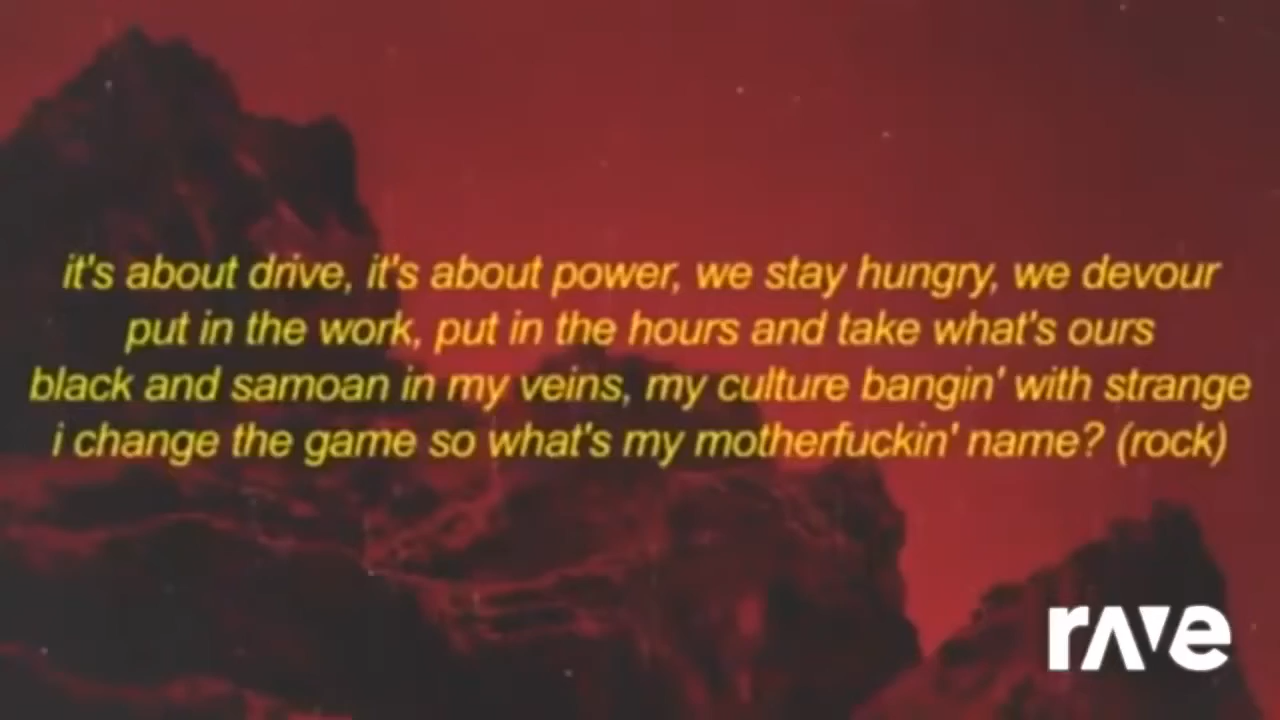 it's about drive, it's about power, we stay hungry, we devour
put in the work, put in the hours and take what's ours
black and samoan in my veins, my culture bangin' with strange
i change the game so what's my motherfuckin' name? (rock)
rave